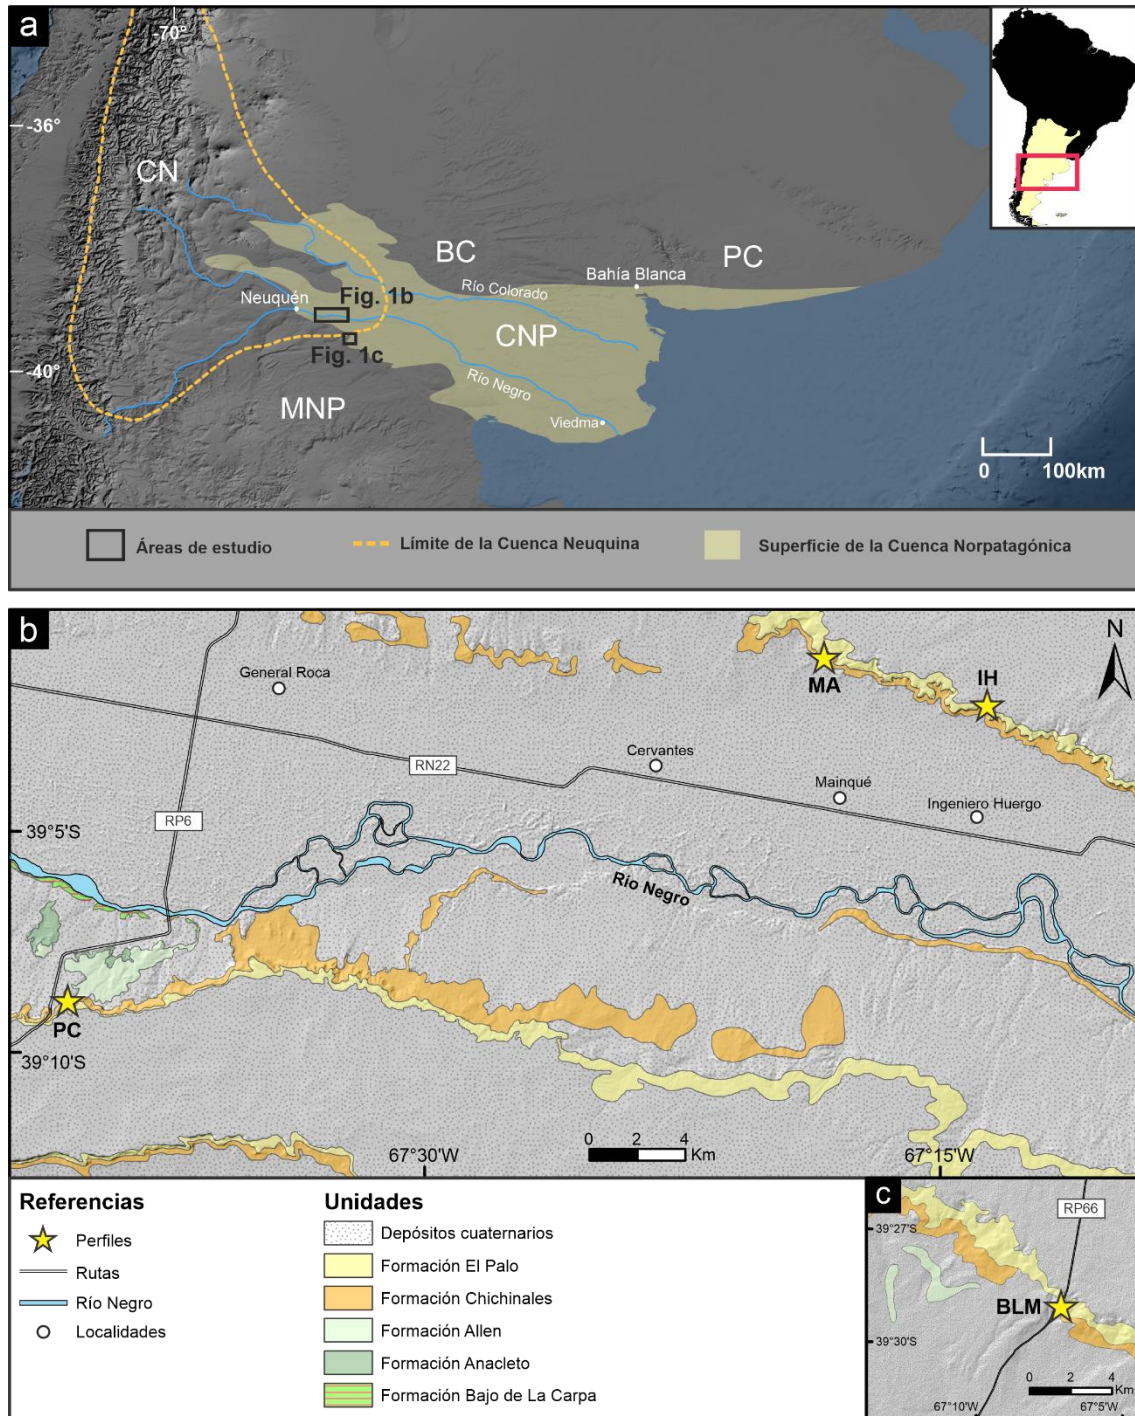 a
-70°
-36°
CN
BC
PC
Bahía Blanca
Río Colorado
Neuquén
Fig. 1b
CNP
Fig. 1c
-40°
MNP
Río Negro
Viedma
0 100km
Áreas de estudio
Límite de la Cuenca Neuquina
Superficie de la Cuenca Norpatagónica
b
N
General Roca
MA
IH
RN22
Cervantes
Mainqué
Ingeniero Huergo
RP6
39°5'S
Río Negro
PC
39°10'S
0 2 4
Km
67°30'W
67°15'W
Referencias
Perfiles
Rutas
Río Negro
Localidades
Unidades
Depósitos cuaternarios
Formación El Palo
Formación Chichinales
Formación Allen
Formación Anacleto
Formación Bajo de La Carpa
c
RP66
39°27'S
BLM
39°30'S
0 2 4
Km
67°10'W
67°5'W